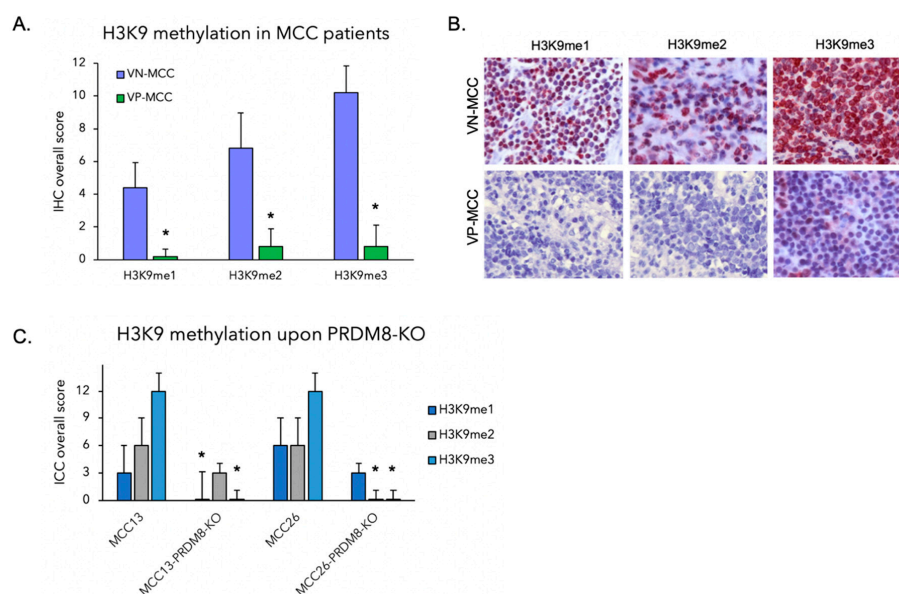 A.
H3K9 methylation in MCC patients
VN-MCC
VP-MCC
IHC overall score
12
10
8
6
4
2
0
*
*
*
H3K9me1
H3K9me2
H3K9me3
B.
H3K9me1
H3K9me2
H3K9me3
VN-MCC
VP-MCC
C.
H3K9 methylation upon PRDM8-KO
ICC overall score
12
9
6
3
0
*
*
*
*
MCC13
MCC13-PRDM8-KO
MCC26
MCC26-PRDM8-KO
H3K9me1
H3K9me2
H3K9me3